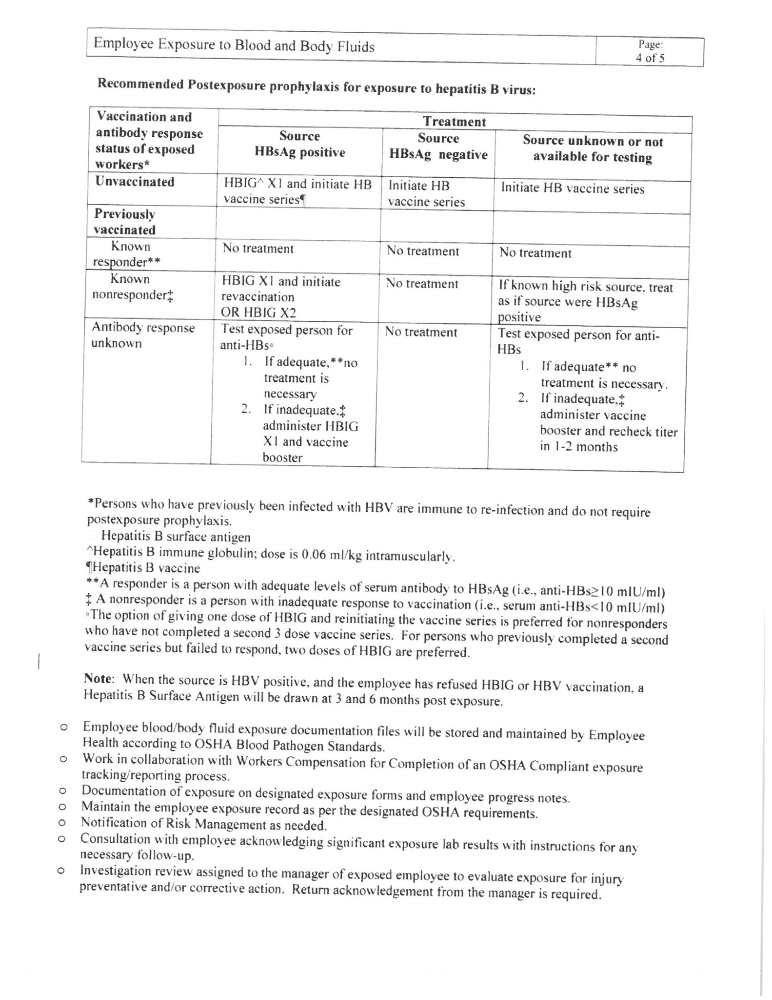 Employee Exposure to Blood and Body Fluids
Page:
4 of 5
Recommended Postexposure prophylaxis for exposure to hepatitis B virus:
Vaccination and
antibody response
status of exposed
workers*
Treatment
Source
HBsAg positive
Source
HBsAg negative
Source unknown or not
available for testing
Unvaccinated
HBIG^ X1 and initiate HB
vaccine series¶
Initiate HB
vaccine series
Initiate HB vaccine series
Previously
vaccinated
Known
responder**
No treatment
No treatment
No treatment
Known
nonresponder‡
HBIG X1 and initiate
revaccination
OR HBIG X2
No treatment
If known high risk source, treat
as if source were HBsAg
positive
Antibody response
unknown
Test exposed person for
anti-HBs▫
1. If adequate,**no
treatment is
necessary
2. If inadequate,‡
administer HBIG
X1 and vaccine
booster
No treatment
Test exposed person for anti-
HBs
1. If adequate** no
treatment is necessary.
2. If inadequate,‡
administer vaccine
booster and recheck titer
in 1-2 months
*Persons who have previously been infected with HBV are immune to re-infection and do not require
postexposure prophylaxis.
Hepatitis B surface antigen
^Hepatitis B immune globulin; dose is 0.06 ml/kg intramuscularly.
¶Hepatitis B vaccine
**A responder is a person with adequate levels of serum antibody to HBsAg (i.e., anti-HBs≥10 mIU/ml)
‡ A nonresponder is a person with inadequate response to vaccination (i.e., serum anti-HBs<10 mIU/ml)
▫The option of giving one dose of HBIG and reinitiating the vaccine series is preferred for nonresponders
who have not completed a second 3 dose vaccine series. For persons who previously completed a second
vaccine series but failed to respond, two doses of HBIG are preferred.
Note: When the source is HBV positive, and the employee has refused HBIG or HBV vaccination, a
Hepatitis B Surface Antigen will be drawn at 3 and 6 months post exposure.
o Employee blood/body fluid exposure documentation files will be stored and maintained by Employee
Health according to OSHA Blood Pathogen Standards.
o Work in collaboration with Workers Compensation for Completion of an OSHA Compliant exposure
tracking/reporting process.
o Documentation of exposure on designated exposure forms and employee progress notes.
o Maintain the employee exposure record as per the designated OSHA requirements.
o Notification of Risk Management as needed.
o Consultation with employee acknowledging significant exposure lab results with instructions for any
necessary follow-up.
o Investigation review assigned to the manager of exposed employee to evaluate exposure for injury
preventative and/or corrective action. Return acknowledgement from the manager is required.